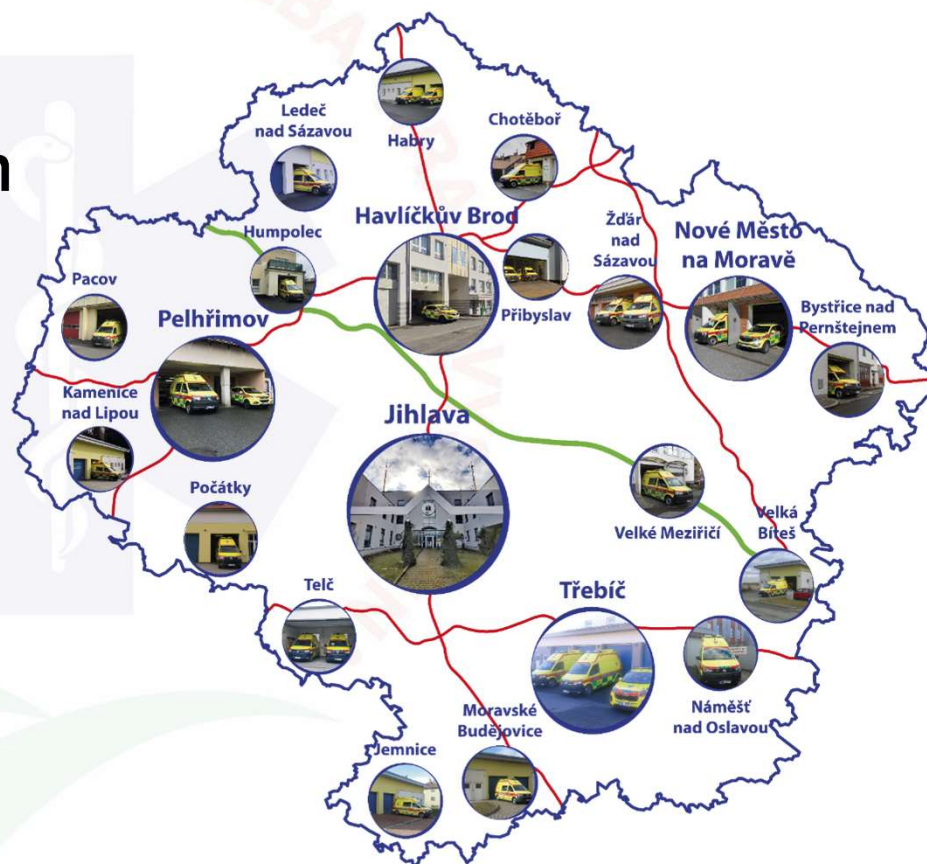 m
Ledeč
nad Sázavou
Habry
Chotěboř
Havlíčkův Brod
Humpolec
Žďár
nad
Sázavou
Nové Město
na Moravě
Pacov
Pelhřimov
Přibyslav
Bystřice nad
Pernštejnem
Kamenice
nad Lipou
Jihlava
Počátky
Velké Meziříčí
Velká
Bíteš
Telč
Třebíč
Moravské
Budějovice
Náměšť
nad Oslavou
Jemnice